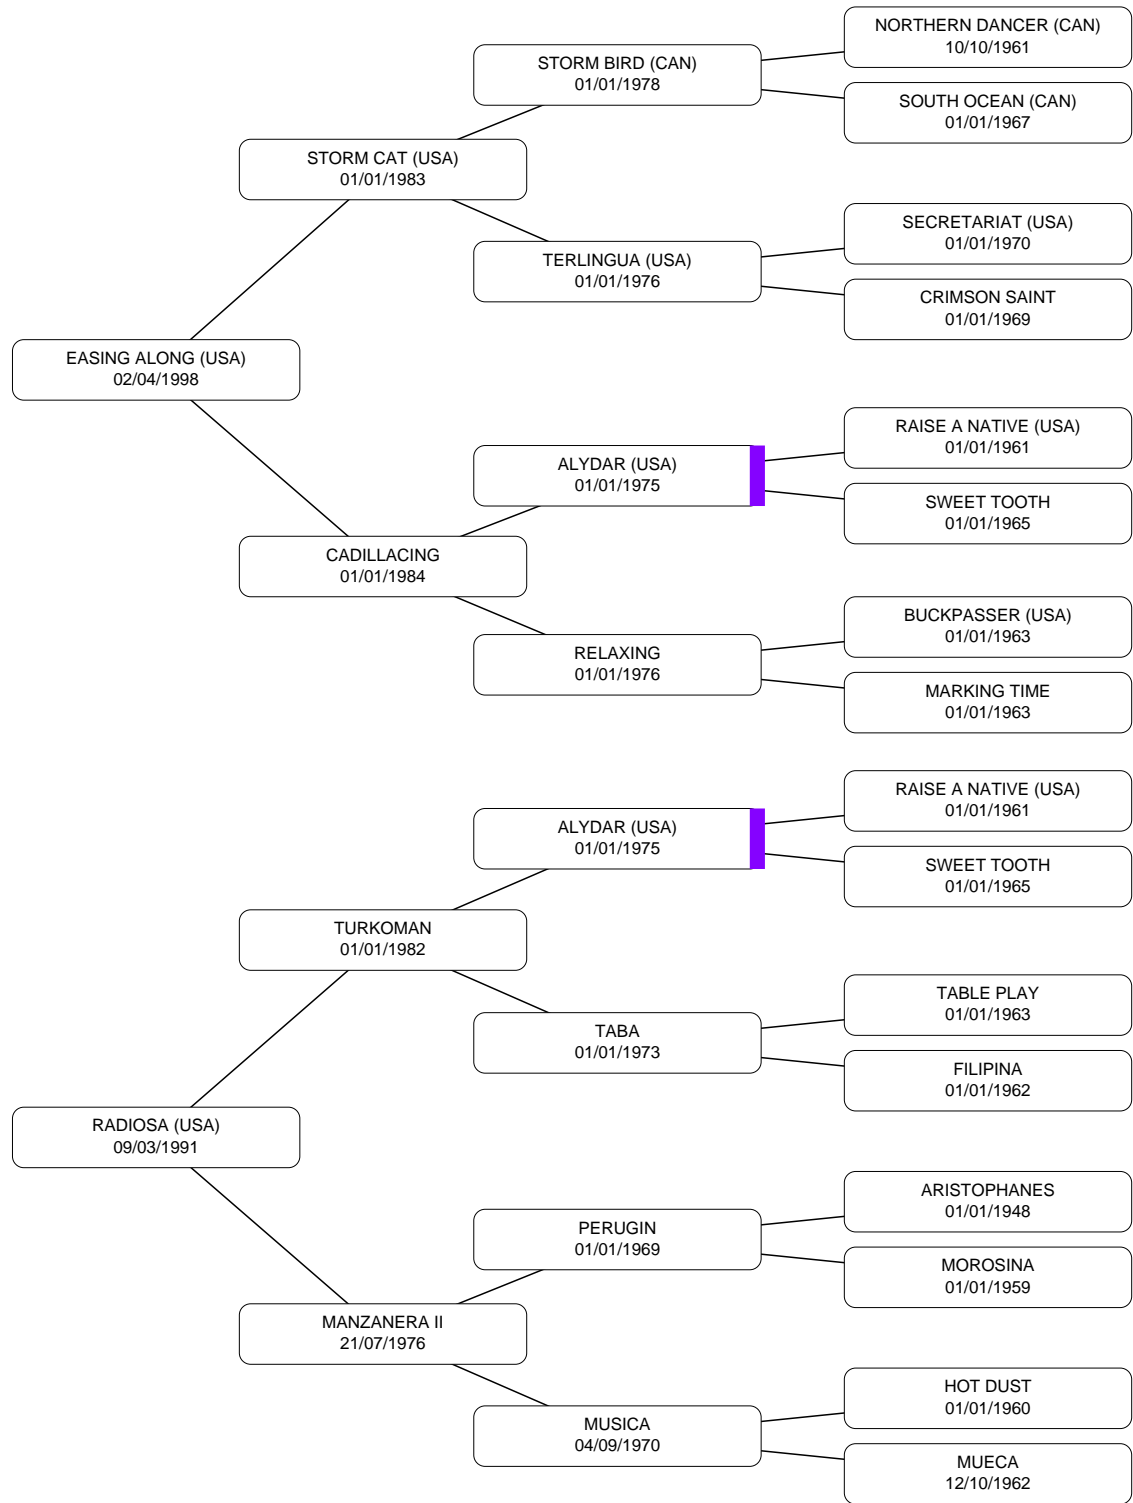 NORTHERN DANCER (CAN)
10/10/1961
STORM BIRD (CAN)
01/01/1978
SOUTH OCEAN (CAN)
01/01/1967
STORM CAT (USA)
01/01/1983
SECRETARIAT (USA)
01/01/1970
TERLINGUA (USA)
01/01/1976
CRIMSON SAINT
01/01/1969
EASING ALONG (USA)
02/04/1998
RAISE A NATIVE (USA)
01/01/1961
ALYDAR (USA)
01/01/1975
SWEET TOOTH
01/01/1965
CADILLACING
01/01/1984
BUCKPASSER (USA)
01/01/1963
RELAXING
01/01/1976
MARKING TIME
01/01/1963
RAISE A NATIVE (USA)
01/01/1961
ALYDAR (USA)
01/01/1975
SWEET TOOTH
01/01/1965
TURKOMAN
01/01/1982
TABLE PLAY
01/01/1963
TABA
01/01/1973
FILIPINA
01/01/1962
RADIOSA (USA)
09/03/1991
ARISTOPHANES
01/01/1948
PERUGIN
01/01/1969
MOROSINA
01/01/1959
MANZANERA II
21/07/1976
HOT DUST
01/01/1960
MUSICA
04/09/1970
MUECA
12/10/1962